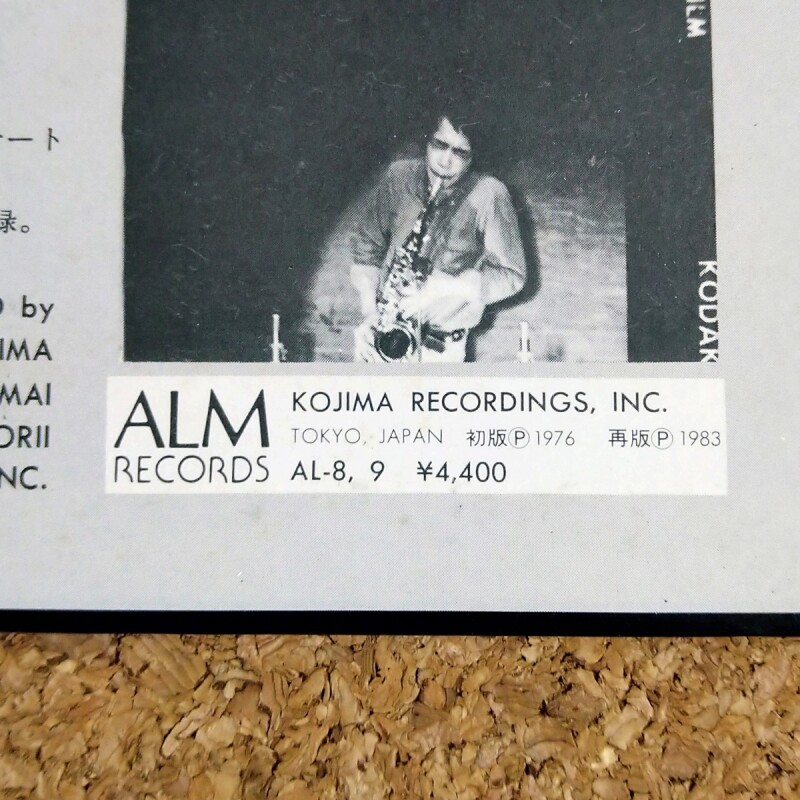 ート
録。
by
IMA
MAI
ORII
NC.
KODAK
ALM
RECORDS
KOJIMA RECORDINGS, INC.
TOKYO, JAPAN 初版Ⓟ1976 再版Ⓟ1983
AL-8, 9 ¥4,400